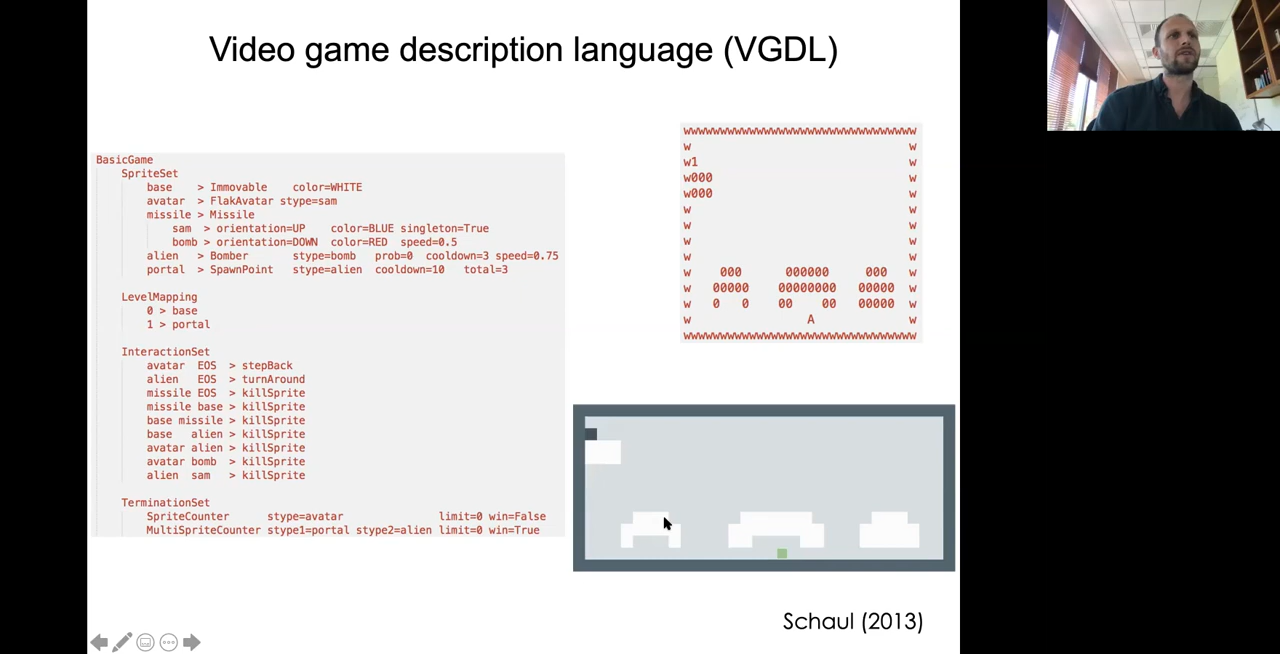 Video game description language (VGDL)
BasicGame
SpriteSet
base > Immovable color=WHITE
avatar > FlakAvatar stype=sam
missile > Missile
sam > orientation=UP color=BLUE singleton=True
bomb > orientation=DOWN color=RED speed=0.5
alien > Bomber stype=bomb prob=0 cooldown=3 speed=0.75
portal > SpawnPoint stype=alien cooldown=10 total=3
LevelMapping
0 > base
1 > portal
InteractionSet
avatar EOS > stepBack
alien EOS > turnAround
missile EOS > killSprite
missile base > killSprite
base missile > killSprite
base alien > killSprite
avatar alien > killSprite
avatar bomb > killSprite
alien sam > killSprite
TerminationSet
SpriteCounter stype=avatar limit=0 win=False
MultiSpriteCounter stype1=portal stype2=alien limit=0 win=True
wwwwwwwwwwwwwwwwwwwwwwwwwwwwwwww
w w
w1 w
w000 w
w000 w
w w
w w
w w
w w
w 000 000000 000 w
w 00000 00000000 00000 w
w 0 0 00 00 00000 w
w A w
wwwwwwwwwwwwwwwwwwwwwwwwwwwwwwww
Schaul (2013)